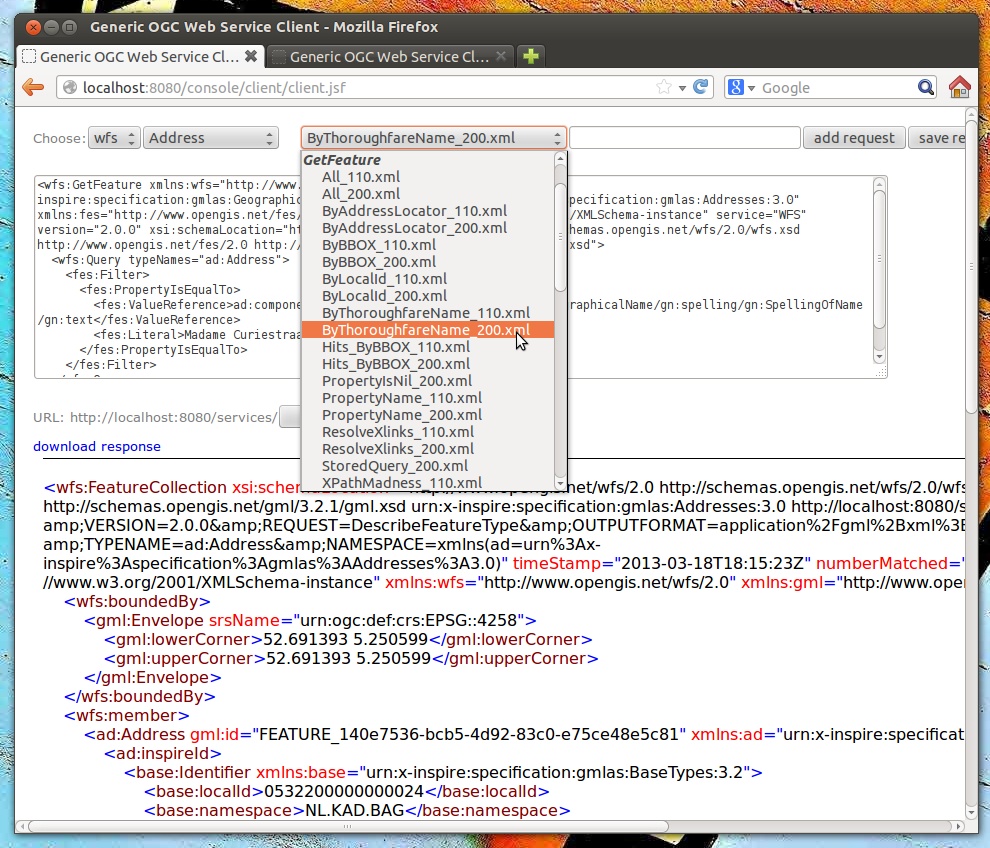 Generic OGC Web Service Client - Mozilla Firefox
Generic OGC Web Service Cl... Generic OGC Web Service Cl...
localhost:8080/console/client/client.jsf Google
Choose: wfs Address ByThoroughfareName_200.xml add request save re
GetFeature
All_110.xml
All_200.xml
ByAddressLocator_110.xml
ByAddressLocator_200.xml
ByBBOX_110.xml
ByBBOX_200.xml
ByLocalId_110.xml
ByLocalId_200.xml
ByThoroughfareName_110.xml
ByThoroughfareName_200.xml
Hits_ByBBOX_110.xml
Hits_ByBBOX_200.xml
PropertyIsNil_200.xml
PropertyName_110.xml
PropertyName_200.xml
ResolveXlinks_110.xml
ResolveXlinks_200.xml
StoredQuery_200.xml
XPathMadness_110.xml
<wfs:GetFeature xmlns:wfs="http://www.
inspire:specification:gmlas:Geographic pecification:gmlas:Addresses:3.0"
xmlns:fes="http://www.opengis.net/fes/ /XMLSchema-instance" service="WFS"
version="2.0.0" xsi:schemaLocation="ht hemas.opengis.net/wfs/2.0/wfs.xsd
http://www.opengis.net/fes/2.0 http:// xsd">
<wfs:Query typeNames="ad:Address">
<fes:Filter>
<fes:PropertyIsEqualTo>
<fes:ValueReference>ad:compone raphicalName/gn:spelling/gn:SpellingOfName
/gn:text</fes:ValueReference>
<fes:Literal>Madame Curiestraa
</fes:PropertyIsEqualTo>
</fes:Filter>
URL: http://localhost:8080/services/
download response
<wfs:FeatureCollection xsi:schemaLocation="http://www.opengis.net/wfs/2.0 http://schemas.opengis.net/wfs/2.0/wfs
http://schemas.opengis.net/gml/3.2.1/gml.xsd urn:x-inspire:specification:gmlas:Addresses:3.0 http://localhost:8080/s
amp;VERSION=2.0.0&amp;REQUEST=DescribeFeatureType&amp;OUTPUTFORMAT=application%2Fgml%2Bxml%3B
amp;TYPENAME=ad:Address&amp;NAMESPACE=xmlns(ad=urn%3Ax-
inspire%3Aspecification%3Agmlas%3AAddresses%3A3.0)" timeStamp="2013-03-18T18:15:23Z" numberMatched="
//www.w3.org/2001/XMLSchema-instance" xmlns:wfs="http://www.opengis.net/wfs/2.0" xmlns:gml="http://www.open
<wfs:boundedBy>
<gml:Envelope srsName="urn:ogc:def:crs:EPSG::4258">
<gml:lowerCorner>52.691393 5.250599</gml:lowerCorner>
<gml:upperCorner>52.691393 5.250599</gml:upperCorner>
</gml:Envelope>
</wfs:boundedBy>
<wfs:member>
<ad:Address gml:id="FEATURE_140e7536-bcb5-4d92-83c0-e75ce48e5c81" xmlns:ad="urn:x-inspire:specificat
<ad:inspireId>
<base:Identifier xmlns:base="urn:x-inspire:specification:gmlas:BaseTypes:3.2">
<base:localId>0532200000000024</base:localId>
<base:namespace>NL.KAD.BAG</base:namespace>